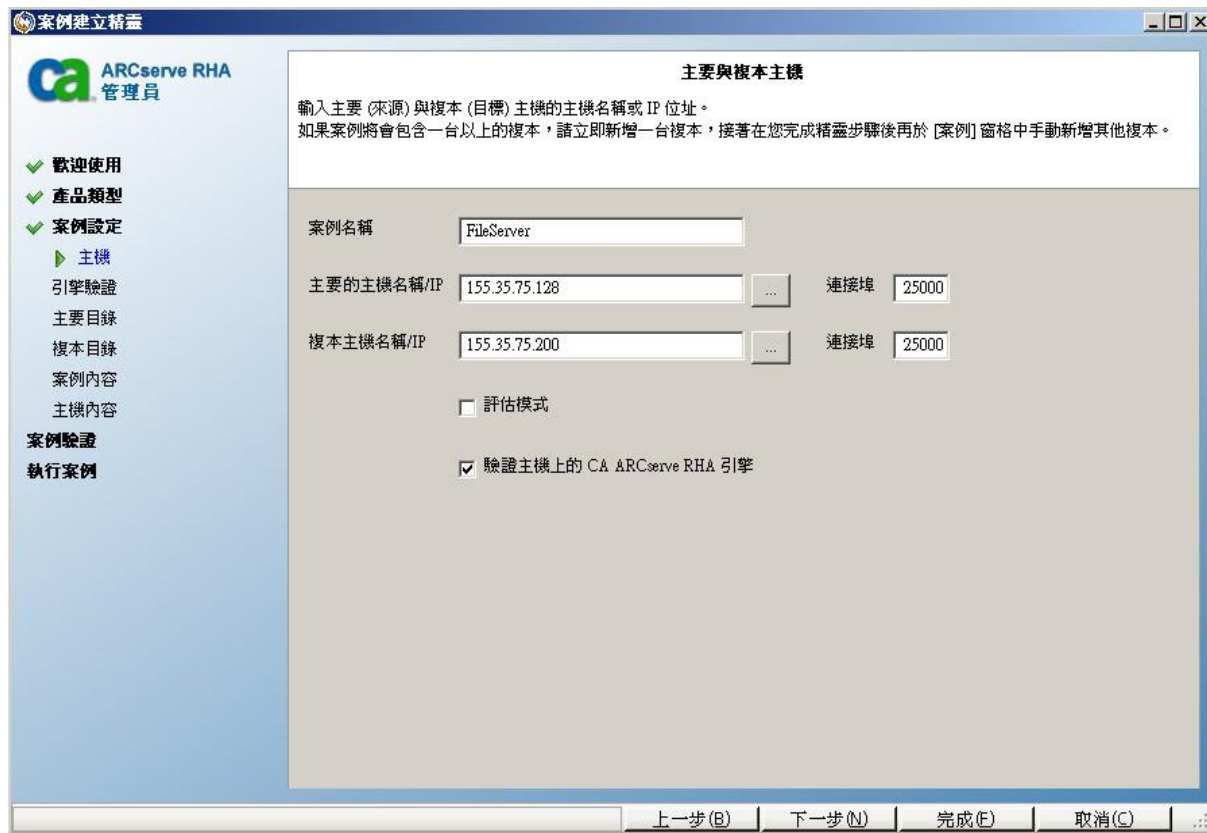 案例建立精靈
ca
ARCserve RHA
管理員
歡迎使用
產品類型
案例設定
主機
引擎驗證
主要目錄
複本目錄
案例內容
主機內容
案例驗證
執行案例
主要與複本主機
輸入主要 (來源) 與複本 (目標) 主機的主機名稱或 IP 位址。
如果案例將會包含一台以上的複本，請立即新增一台複本，接著在您完成精靈步驟後再於 [案例] 窗格中手動新增其他複本。
案例名稱 FileServer
主要的主機名稱/IP 155.35.75.128 ... 連接埠 25000
複本主機名稱/IP 155.35.75.200 ... 連接埠 25000
評估模式
驗證主機上的 CA ARCserve RHA 引擎
上一步(B) 下一步(N) 完成(F) 取消(C)